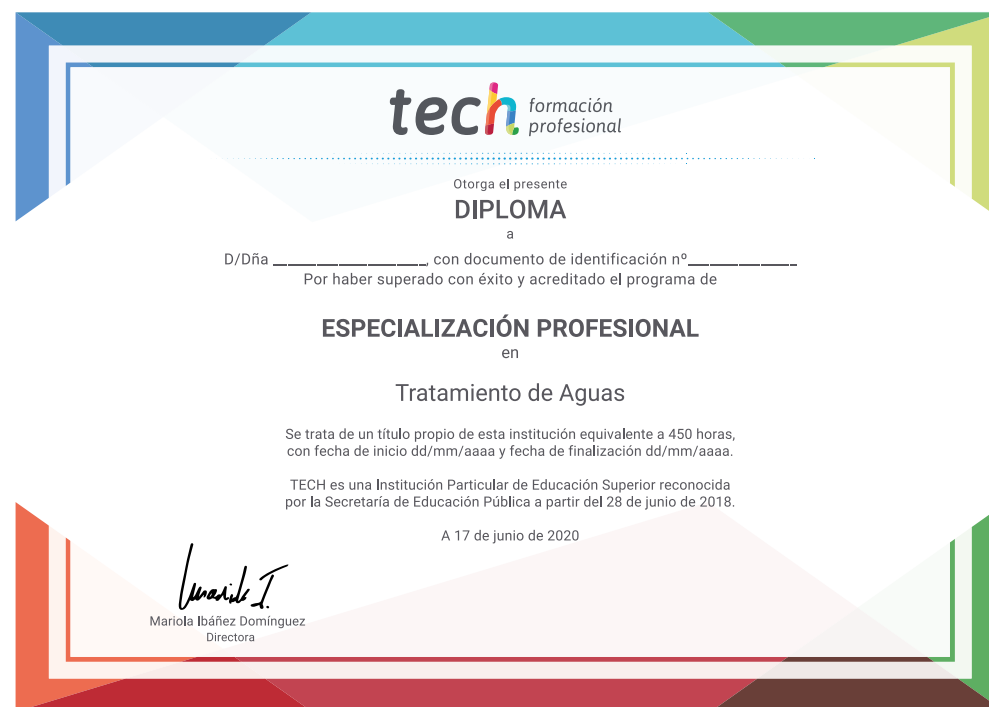 tech formación
profesional
Otorga el presente
DIPLOMA
a
D/Dña ____________________, con documento de identificación nº______________
Por haber superado con éxito y acreditado el programa de
ESPECIALIZACIÓN PROFESIONAL
en
Tratamiento de Aguas
Se trata de un título propio de esta institución equivalente a 450 horas,
con fecha de inicio dd/mm/aaaa y fecha de finalización dd/mm/aaaa.
TECH es una Institución Particular de Educación Superior reconocida
por la Secretaría de Educación Pública a partir del 28 de junio de 2018.
A 17 de junio de 2020
Mariola Ibáñez Domínguez
Directora